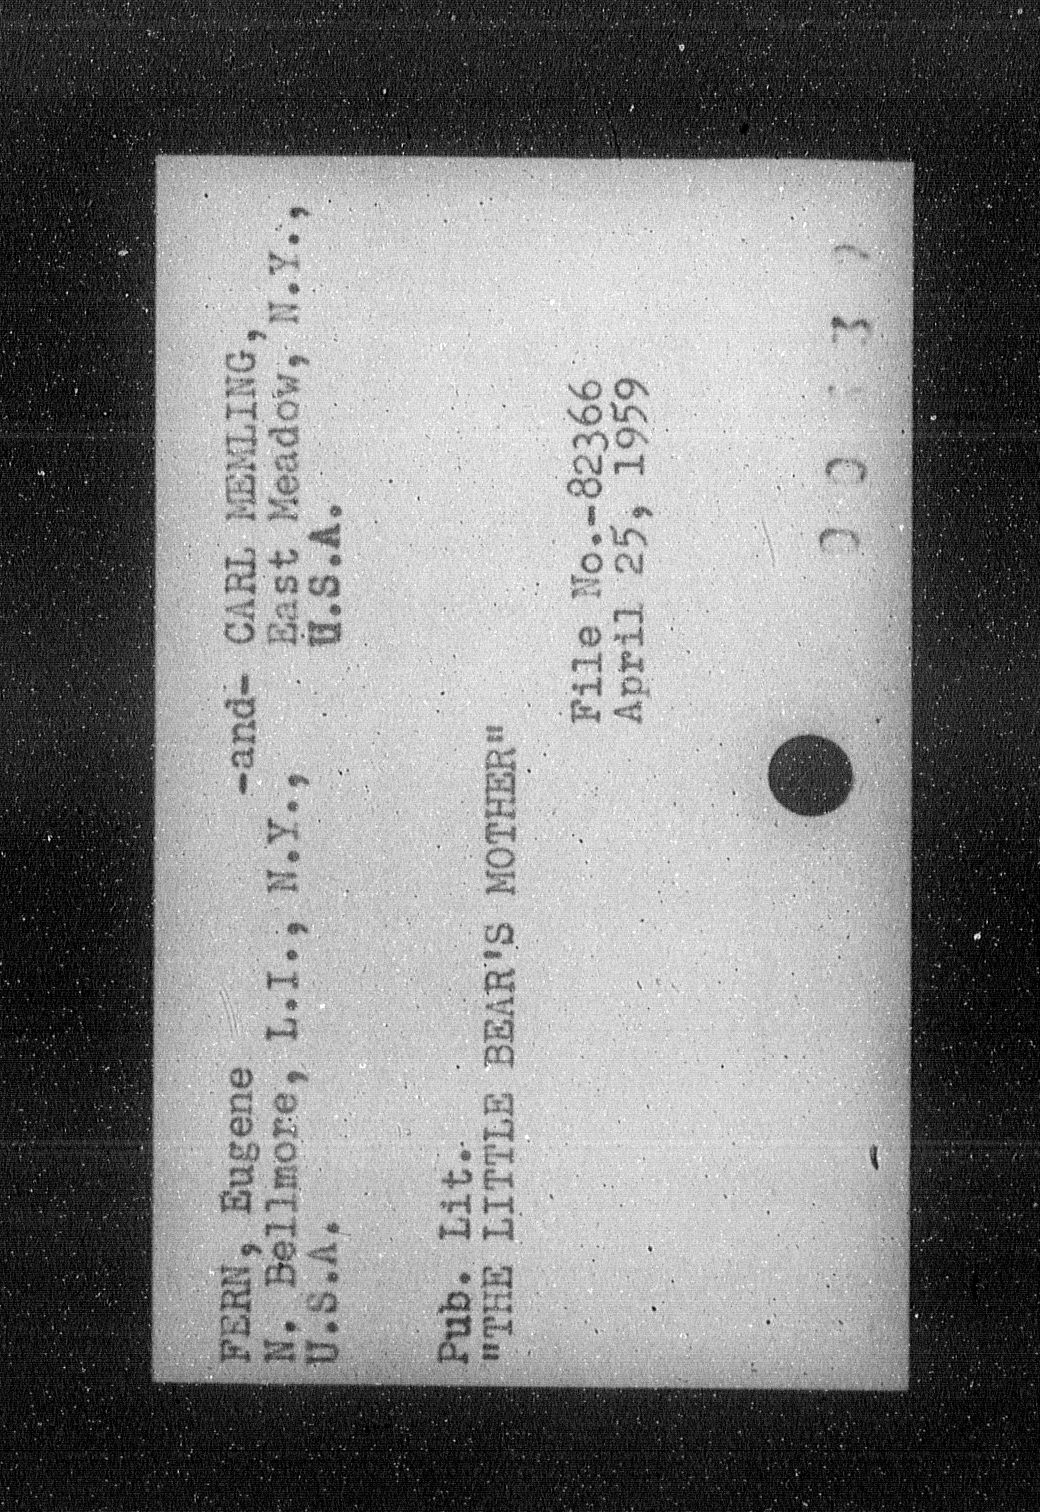 FERN, Eugene -and- CARL MEMLING,
N. Bellmore, L.I., N.Y., East Meadow, N.Y.,
U.S.A. U.S.A.
Pub. Lit.
"THE LITTLE BEAR'S MOTHER"
File No.-82366
April 25, 1959